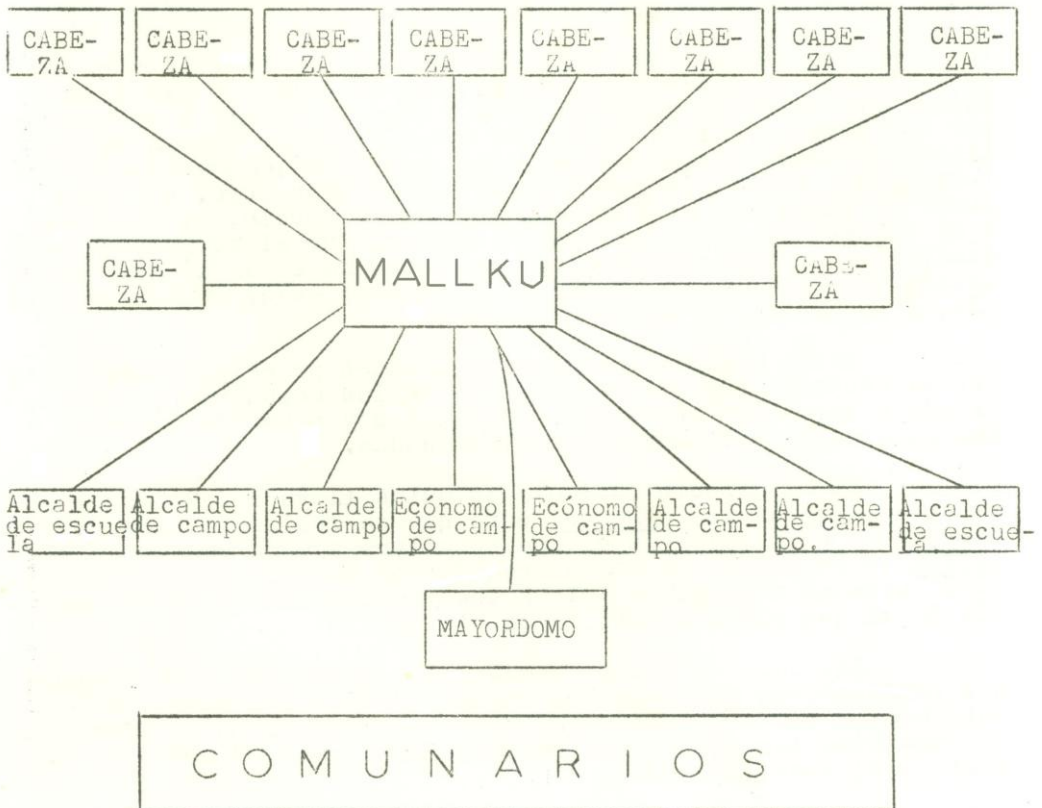 CABE-
ZA
CABE-
ZA
CABE-
ZA
CABE-
ZA
CABE-
ZA
CABE-
ZA
CABE-
ZA
CABE-
ZA
CABE-
ZA
MALLKU
CABE-
ZA
Alcalde
de escue
la
Alcalde
de campo
Alcalde
de campo
Ecónomo
de cam-
po
Ecónomo
de cam-
po
Alcalde
de cam-
po
Alcalde
de cam-
po.
Alcalde
de escue-
la.
MAYORDOMO
COMUNARIOS